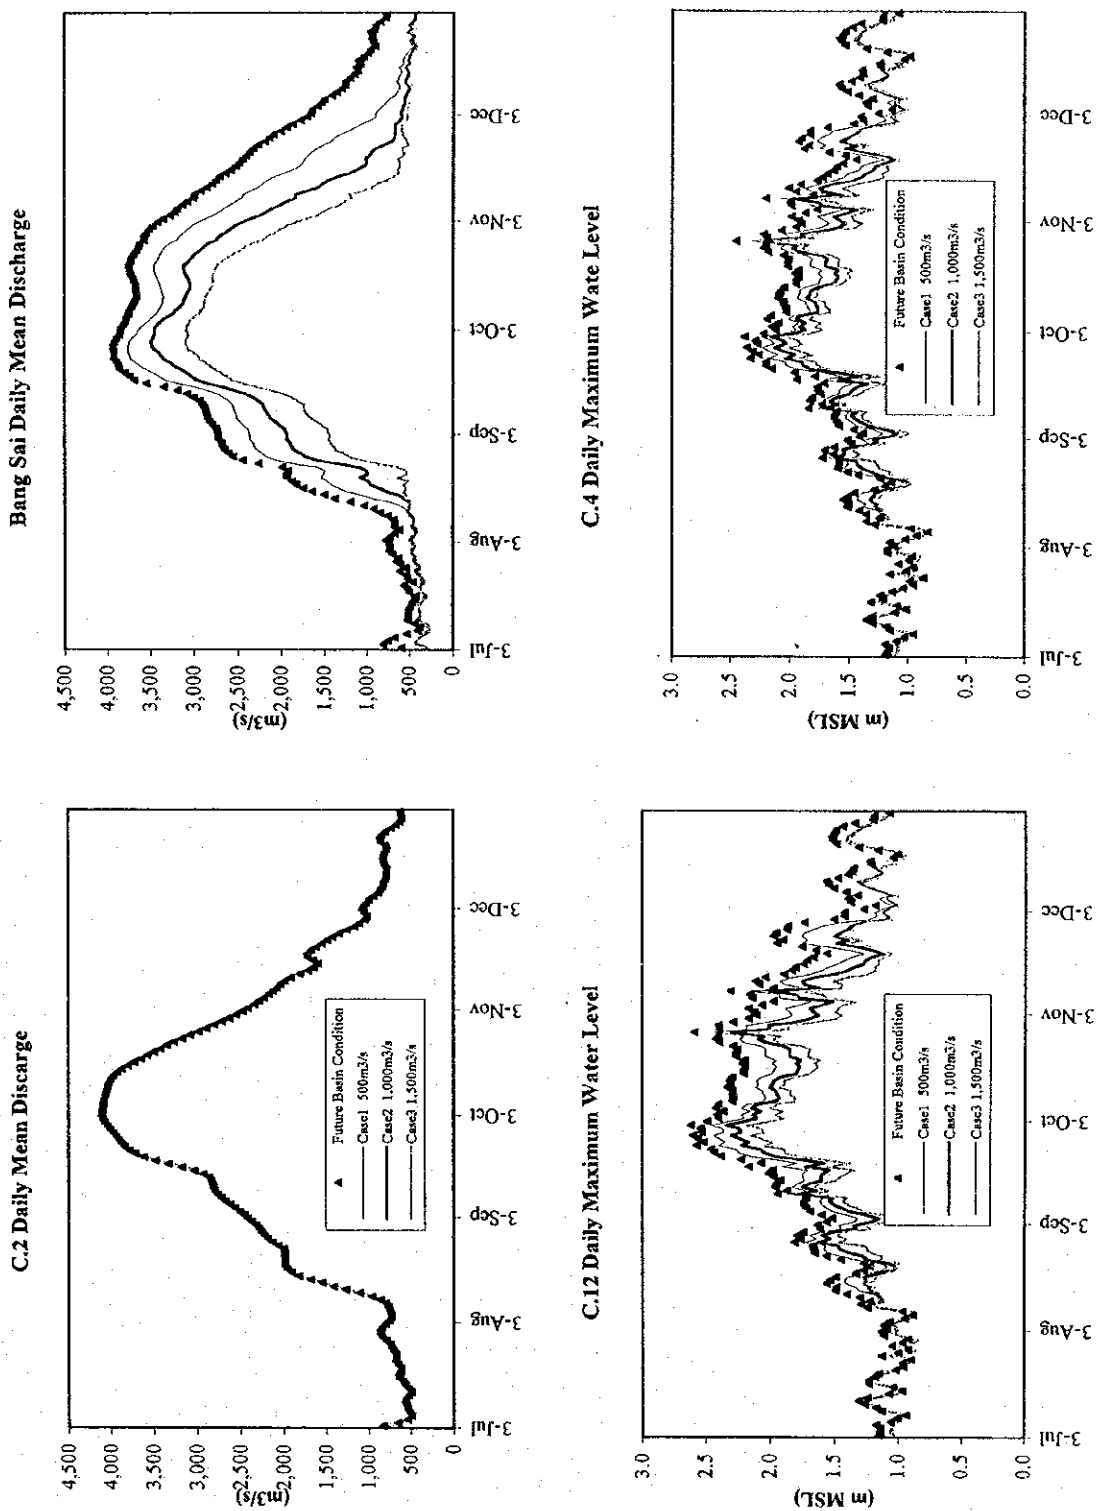 C.2 Daily Mean Discarge
4,500
4,000
3,500
3,000
2,500
2,000
1,500
1,000
500
0
(m3/s)
3-Jul
3-Aug
3-Sep
3-Oct
3-Nov
3-Dec
Future Basin Condition
Case1 500m3/s
Case2 1,000m3/s
Case3 1,500m3/s
Bang Sai Daily Mean Discharge
4,500
4,000
3,500
3,000
2,500
2,000
1,500
1,000
500
0
(m3/s)
3-Jul
3-Aug
3-Sep
3-Oct
3-Nov
3-Dec
C.12 Daily Maximum Water Level
3.0
2.5
2.0
1.5
1.0
0.5
0.0
(m MSL)
3-Jul
3-Aug
3-Sep
3-Oct
3-Nov
3-Dec
Future Basin Condition
Case1 500m3/s
Case2 1,000m3/s
Case3 1,500m3/s
C.4 Daily Maximum Wate Level
3.0
2.5
2.0
1.5
1.0
0.5
0.0
(m MSL)
3-Jul
3-Aug
3-Sep
3-Oct
3-Nov
3-Dec
Future Basin Condition
Case1 500m3/s
Case2 1,000m3/s
Case3 1,500m3/s